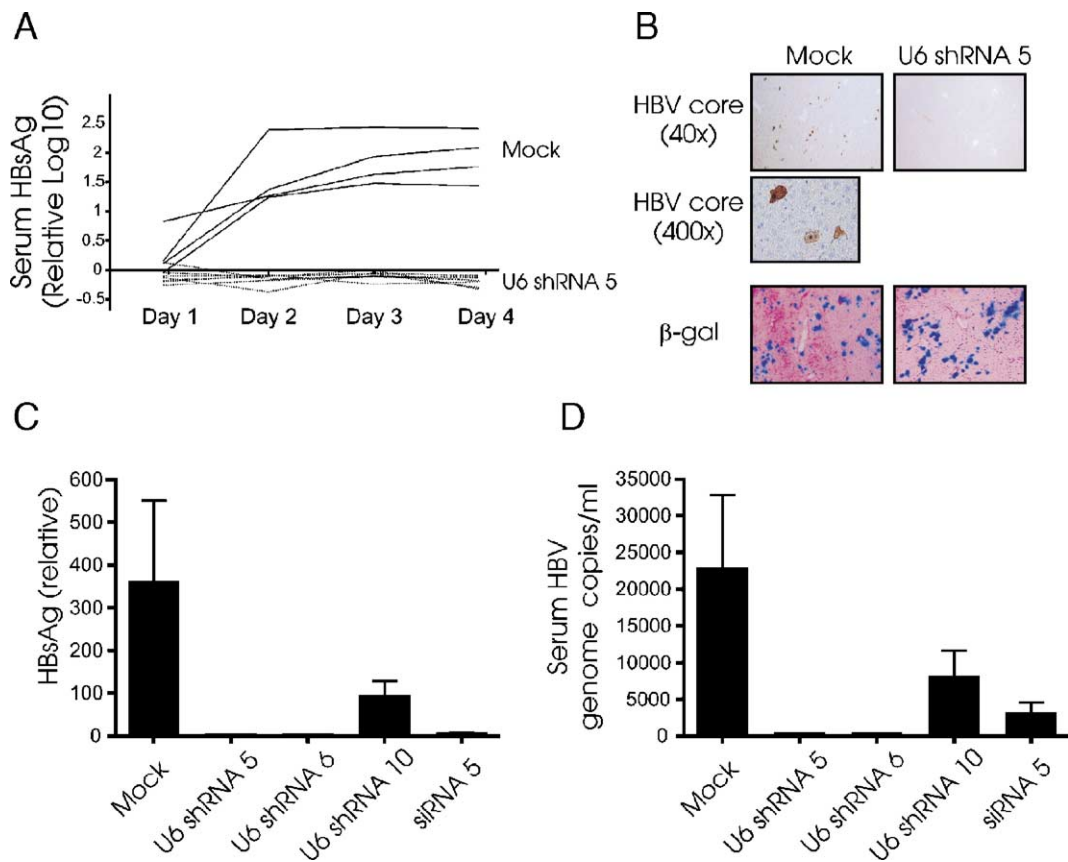 A
Serum HBsAg
(Relative Log10)
2.5
2
1.5
1
0.5
0
-0.5
Mock
U6 shRNA 5
Day 1 Day 2 Day 3 Day 4
B
Mock U6 shRNA 5
HBV core
(40x)
HBV core
(400x)
β-gal
C
HBsAg (relative)
600
500
400
300
200
100
0
Mock
U6 shRNA 5
U6 shRNA 6
U6 shRNA 10
siRNA 5
D
Serum HBV
genome copies/ml
35000
30000
25000
20000
15000
10000
5000
0
Mock
U6 shRNA 5
U6 shRNA 6
U6 shRNA 10
siRNA 5